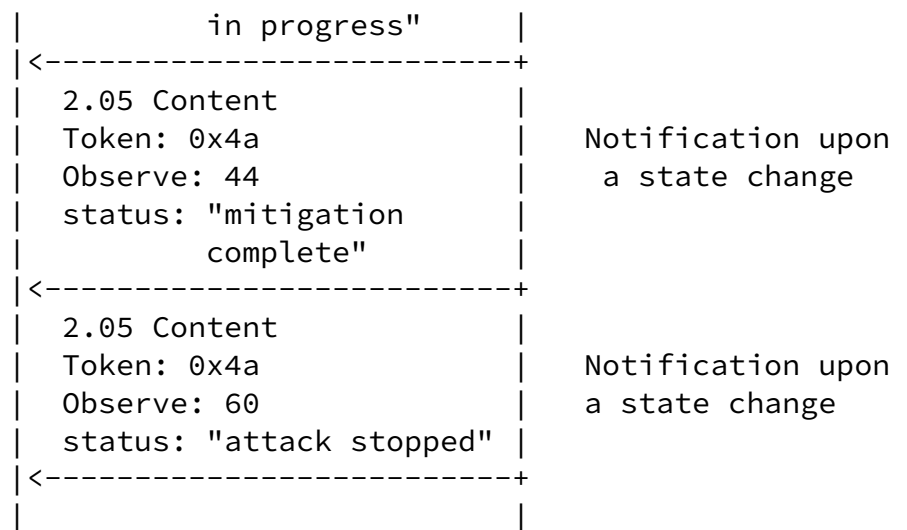 |          in progress"     |
|<--------------------------+
|  2.05 Content             |
|  Token: 0x4a              |   Notification upon
|  Observe: 44              |    a state change
|  status: "mitigation      |
|          complete"        |
|<--------------------------+
|  2.05 Content             |
|  Token: 0x4a              |   Notification upon
|  Observe: 60              |   a state change
|  status: "attack stopped" |
|<--------------------------+
|                           |